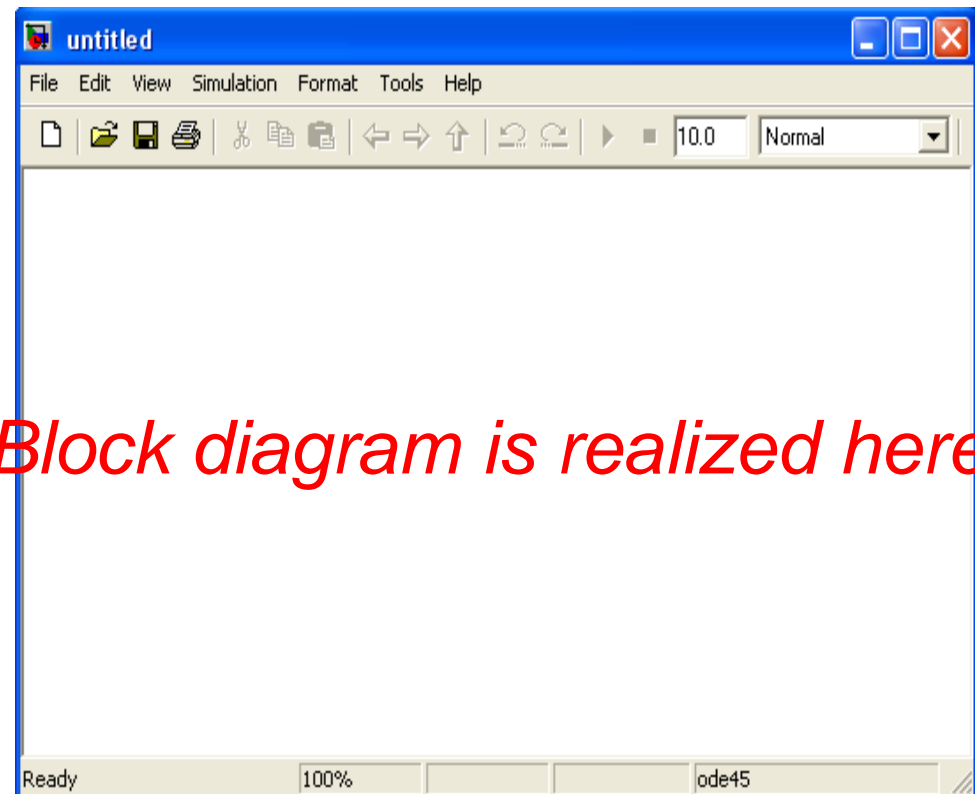 untitled
File Edit View Simulation Format Tools Help
10.0 Normal
Block diagram is realized here
Ready 100% ode45